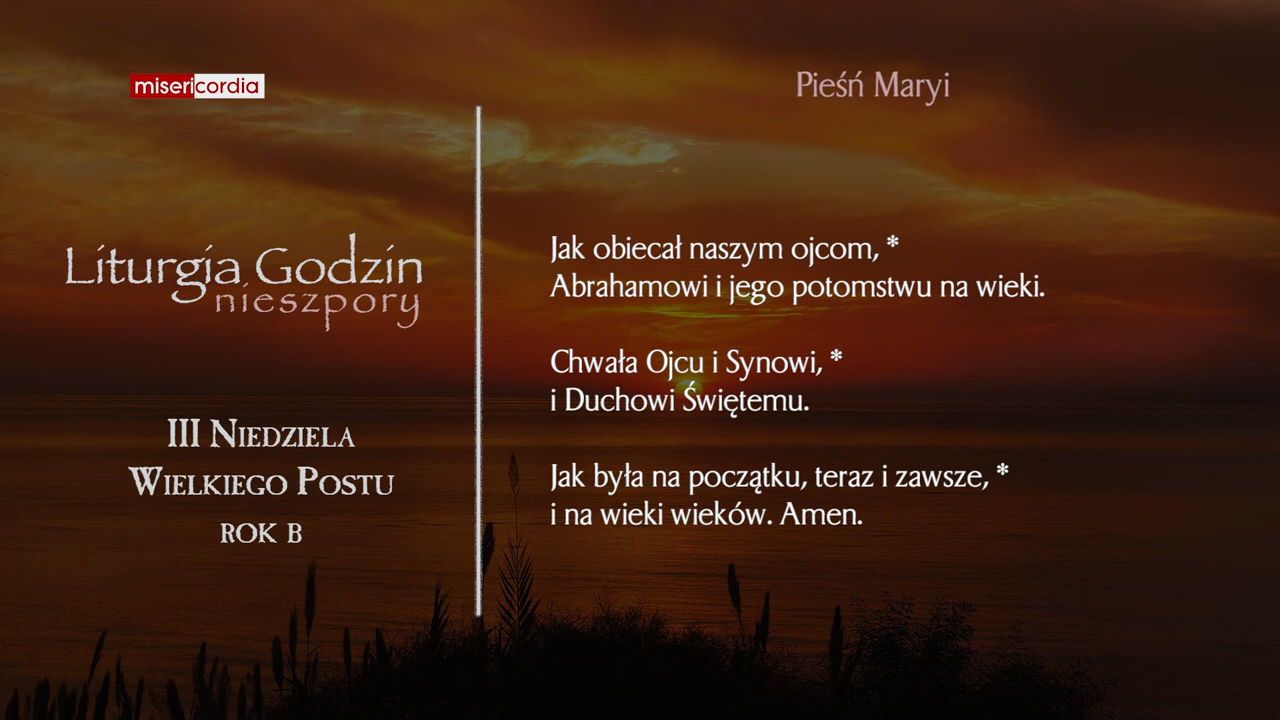 misericordia
Liturgia Godzin
nieszpory
III Niedziela
Wielkiego Postu
rok B
Pieśń Maryi
Jak obiecał naszym ojcom, *
Abrahamowi i jego potomstwu na wieki.
Chwała Ojcu i Synowi, *
i Duchowi Świętemu.
Jak była na początku, teraz i zawsze, *
i na wieki wieków. Amen.